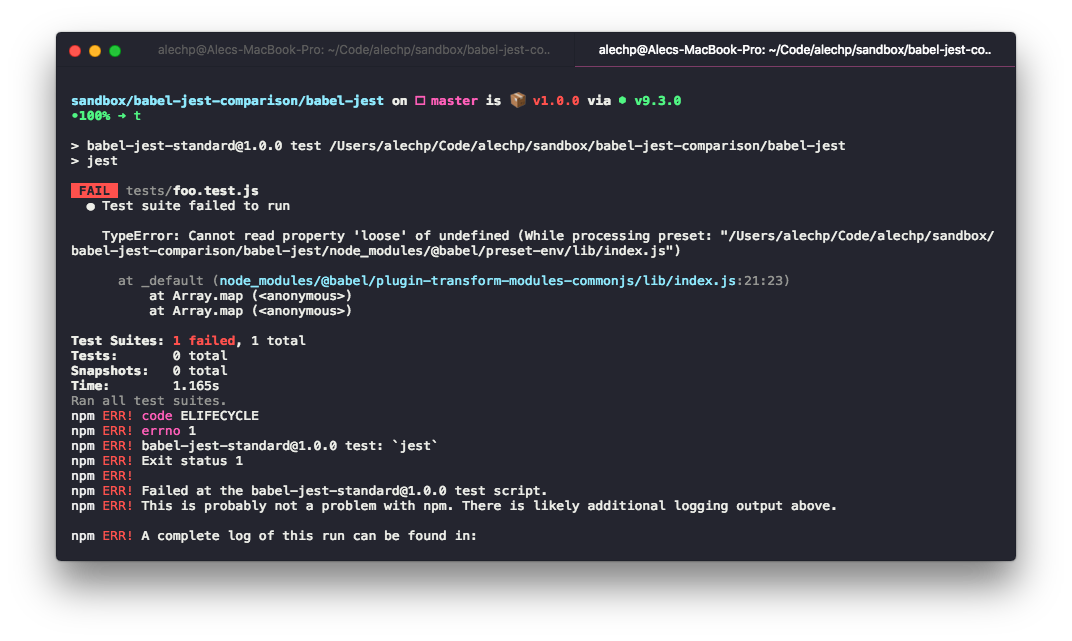 alechp@Alecs-MacBook-Pro: ~/Code/alechp/sandbox/babel-jest-co.. alechp@Alecs-MacBook-Pro: ~/Code/alechp/sandbox/babel-jest-co..
sandbox/babel-jest-comparison/babel-jest on □ master is 📦 v1.0.0 via ⬢ v9.3.0
•100% ➜ t
> babel-jest-standard@1.0.0 test /Users/alechp/Code/alechp/sandbox/babel-jest-comparison/babel-jest
> jest
FAIL tests/foo.test.js
● Test suite failed to run
TypeError: Cannot read property 'loose' of undefined (While processing preset: "/Users/alechp/Code/alechp/sandbox/
babel-jest-comparison/babel-jest/node_modules/@babel/preset-env/lib/index.js")
at _default (node_modules/@babel/plugin-transform-modules-commonjs/lib/index.js:21:23)
at Array.map (<anonymous>)
at Array.map (<anonymous>)
Test Suites: 1 failed, 1 total
Tests: 0 total
Snapshots: 0 total
Time: 1.165s
Ran all test suites.
npm ERR! code ELIFECYCLE
npm ERR! errno 1
npm ERR! babel-jest-standard@1.0.0 test: `jest`
npm ERR! Exit status 1
npm ERR!
npm ERR! Failed at the babel-jest-standard@1.0.0 test script.
npm ERR! This is probably not a problem with npm. There is likely additional logging output above.
npm ERR! A complete log of this run can be found in: